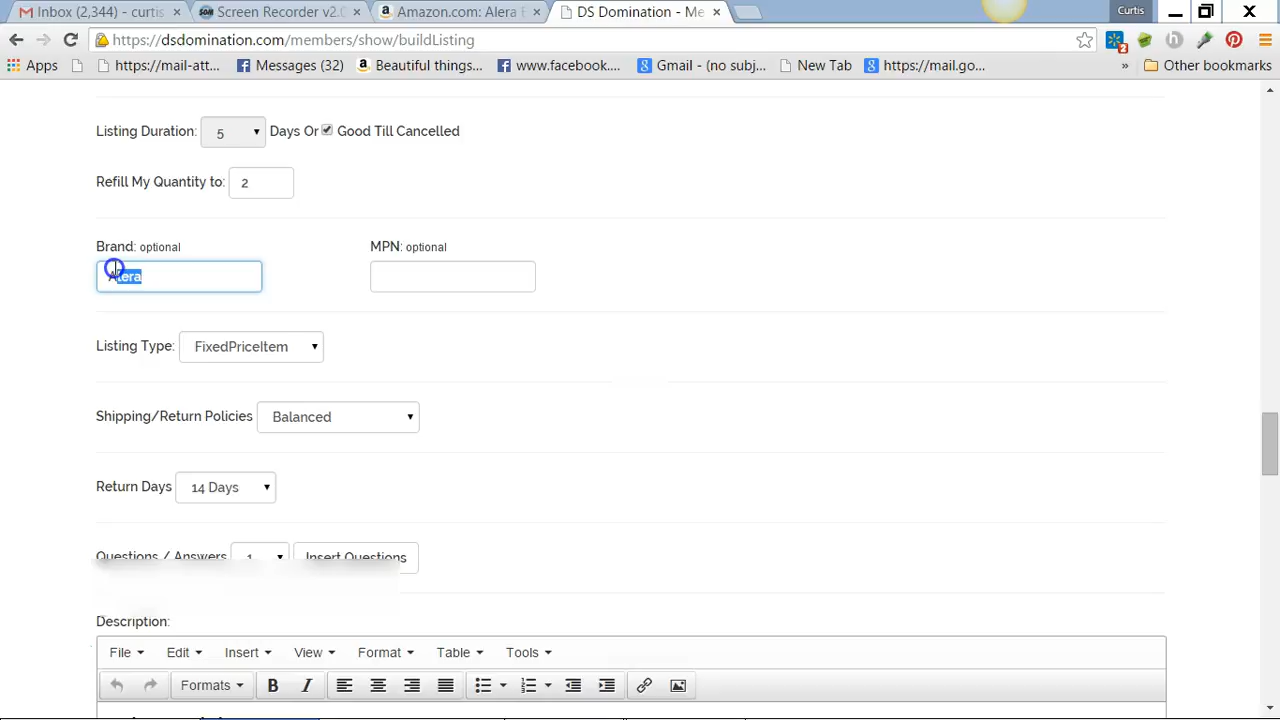 Inbox (2,344) - curtis
Screen Recorder v2.0
Amazon.com: Alera E
DS Domination - Me
Curtis
https://dsdomination.com/members/show/buildListing
2
Apps
https://mail-att...
Messages (32)
Beautiful things...
www.facebook....
Gmail - (no subj...
New Tab
https://mail.go...
»
Other bookmarks
Listing Duration: 5 Days Or Good Till Cancelled
Refill My Quantity to: 2
Brand: optional
MPN: optional
Alera
Listing Type: FixedPriceItem
Shipping/Return Policies Balanced
Return Days 14 Days
Questions / Answers 1 Insert Questions
Description:
File Edit Insert View Format Table Tools
Formats B I